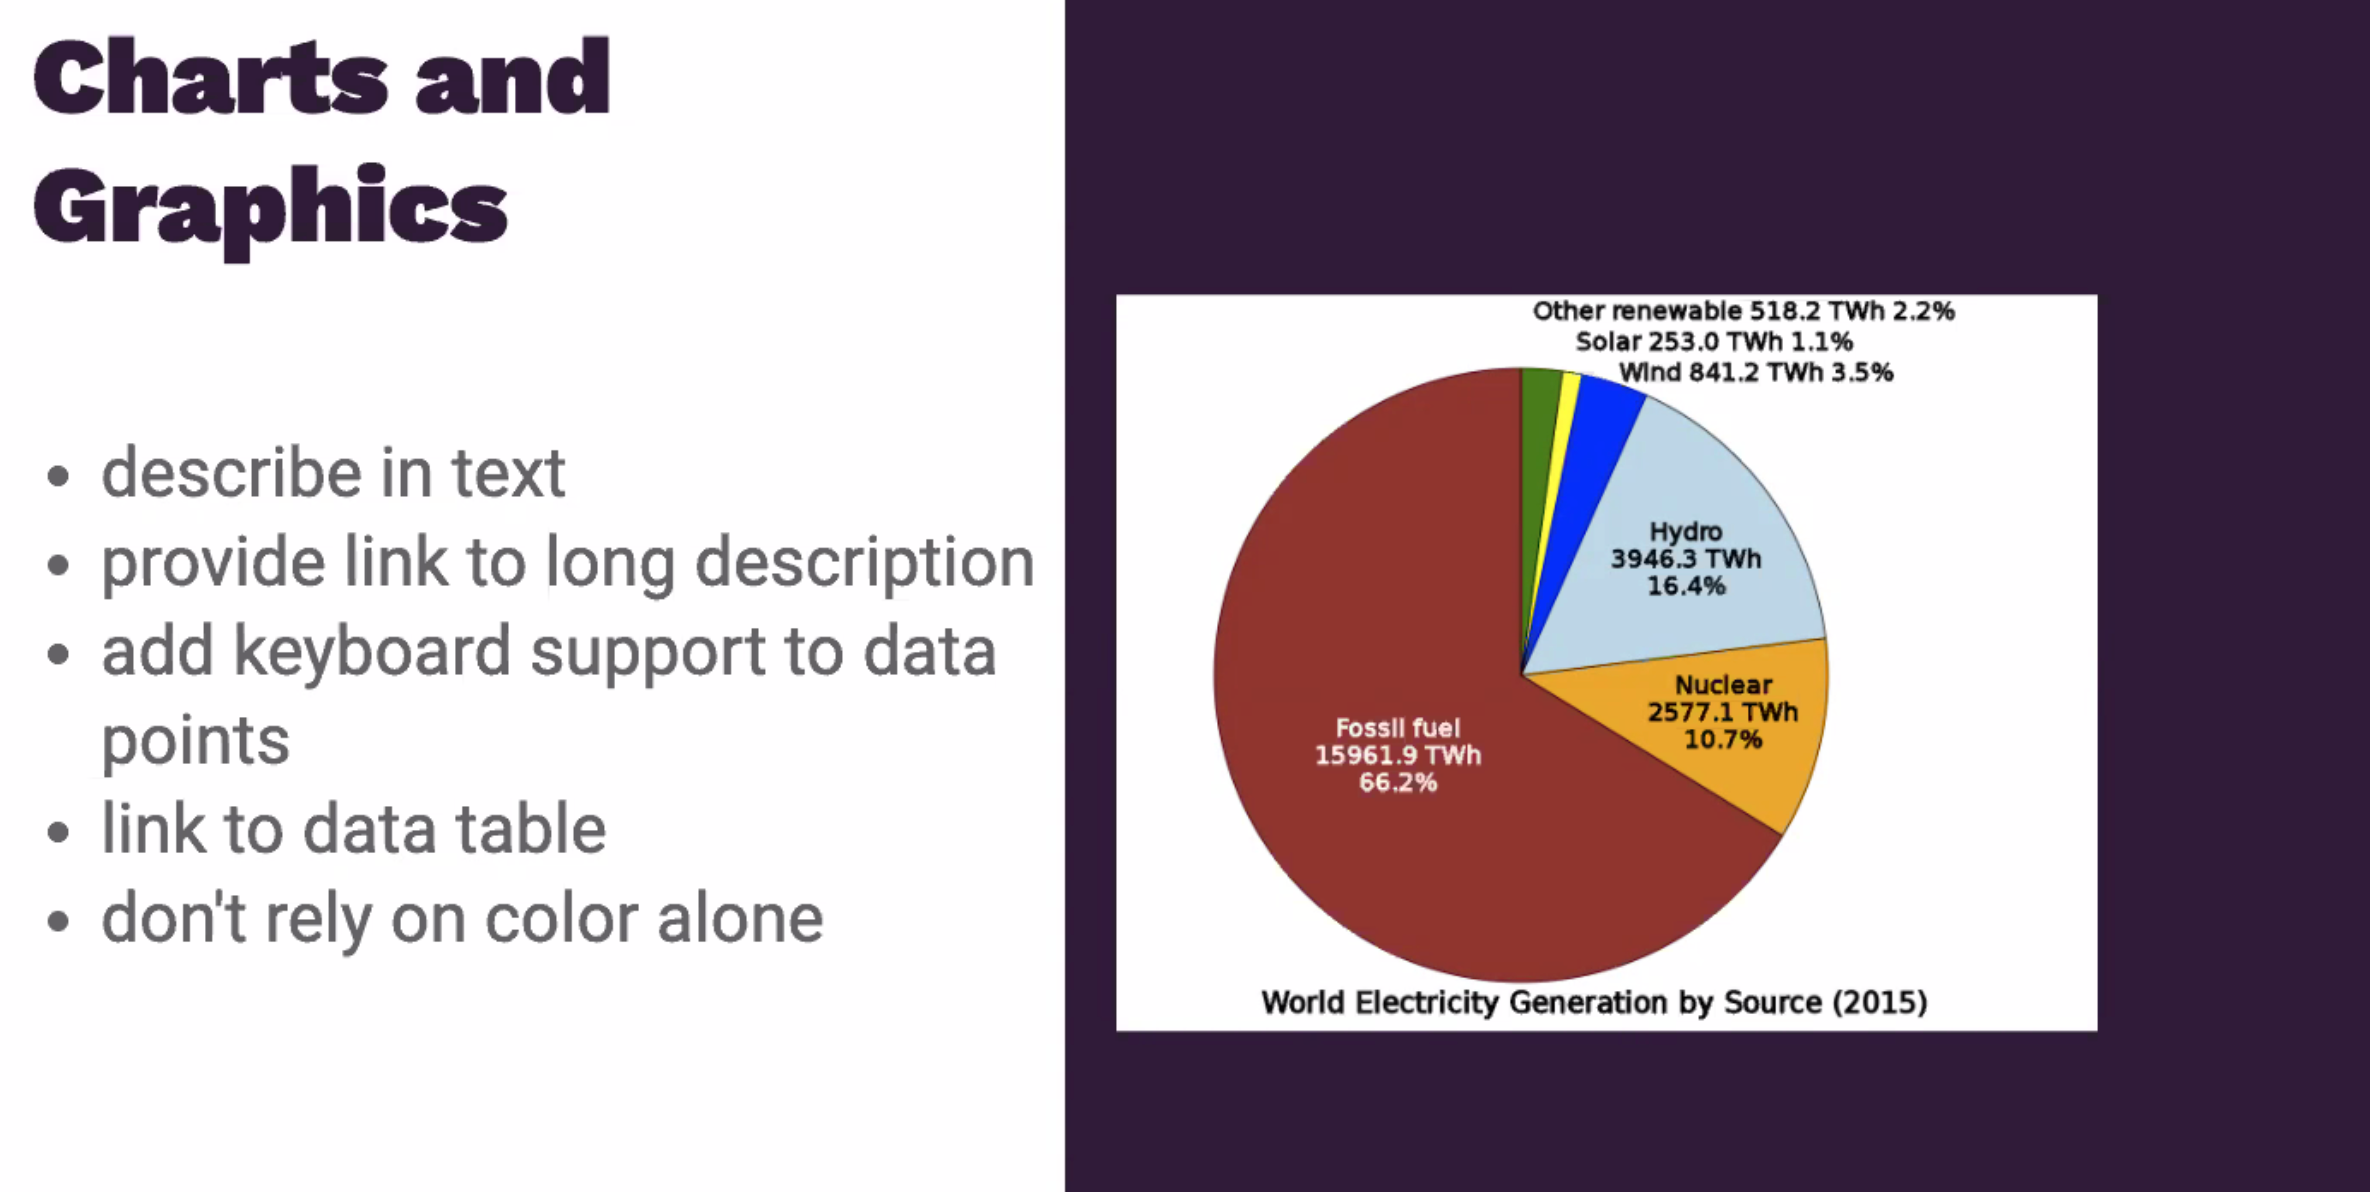 Charts and
Graphics
• describe in text
• provide link to long description
• add keyboard support to data
points
• link to data table
• don't rely on color alone
Other renewable 518.2 TWh 2.2%
Solar 253.0 TWh 1.1%
Wind 841.2 TWh 3.5%
Hydro
3946.3 TWh
16.4%
Nuclear
2577.1 TWh
10.7%
Fossil fuel
15961.9 TWh
66.2%
World Electricity Generation by Source (2015)